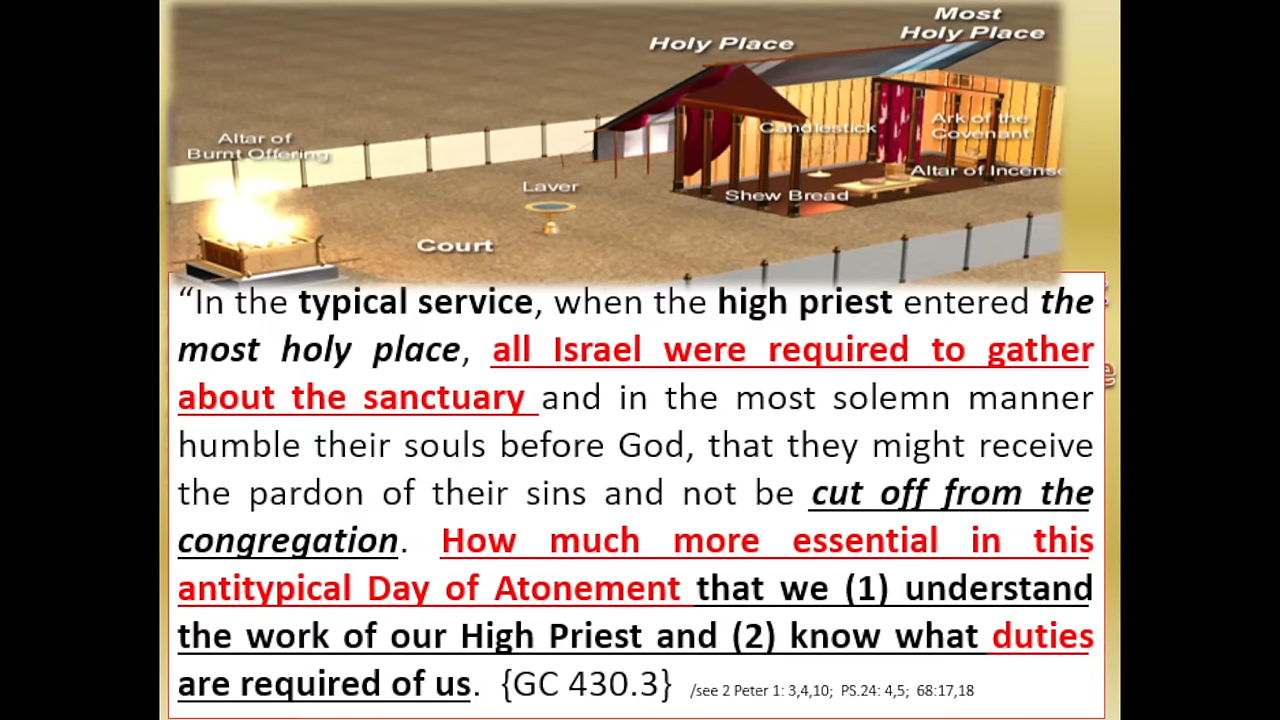 Most
Holy Place
Holy Place
Altar of
Burnt Offering
Candlestick
Ark of the
Covenant
Altar of Incense
Laver
Shew Bread
Court
“In the typical service, when the high priest entered the
most holy place, all Israel were required to gather
about the sanctuary and in the most solemn manner
humble their souls before God, that they might receive
the pardon of their sins and not be cut off from the
congregation. How much more essential in this
antitypical Day of Atonement that we (1) understand
the work of our High Priest and (2) know what duties
are required of us. {GC 430.3} /see 2 Peter 1: 3,4,10; PS.24: 4,5; 68:17,18